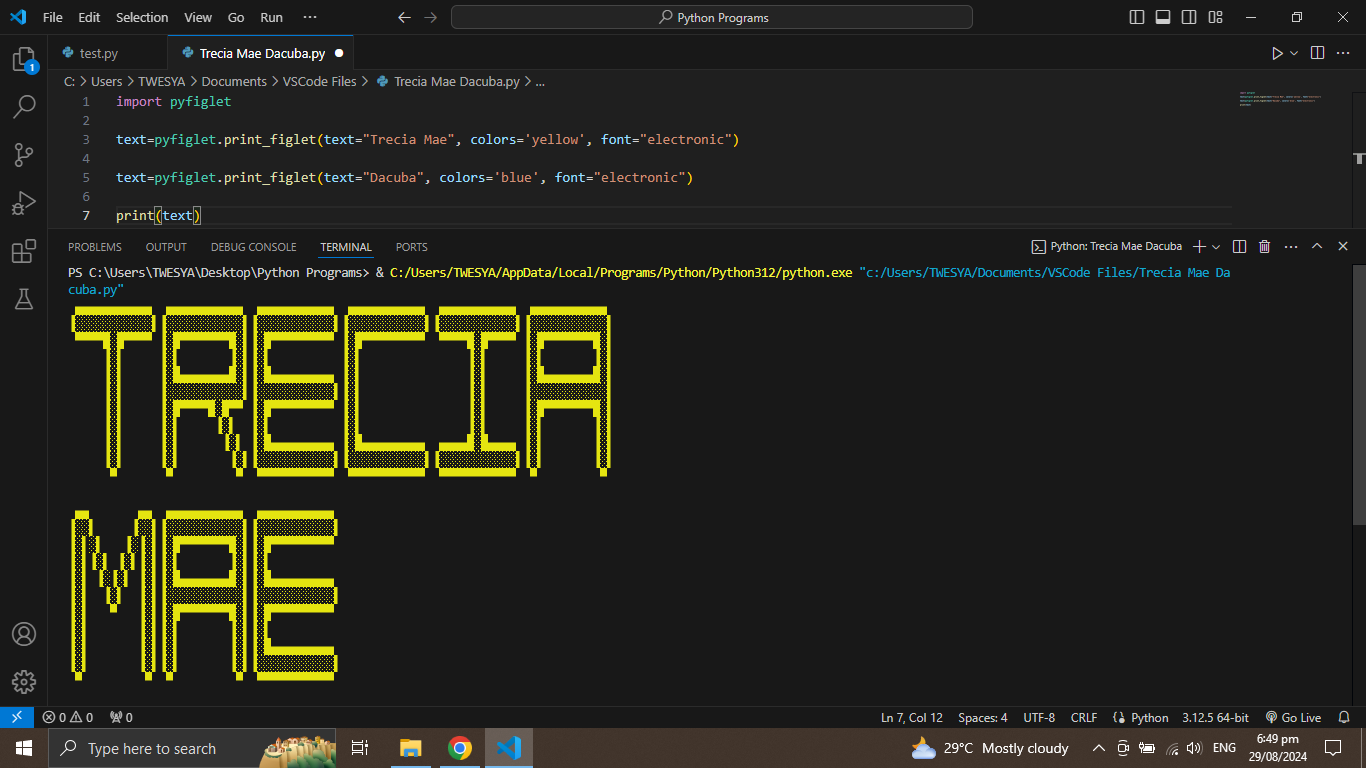 File Edit Selection View Go Run ··· Python Programs
1
test.py Trecia Mae Dacuba.py
C: > Users > TWESYA > Documents > VSCode Files > Trecia Mae Dacuba.py > ...
1 import pyfiglet
2
3 text=pyfiglet.print_figlet(text="Trecia Mae", colors='yellow', font="electronic")
4
5 text=pyfiglet.print_figlet(text="Dacuba", colors='blue', font="electronic")
6
7 print(text)
PROBLEMS OUTPUT DEBUG CONSOLE TERMINAL PORTS Python: Trecia Mae Dacuba
PS C:\Users\TWESYA\Desktop\Python Programs> & C:/Users/TWESYA/AppData/Local/Programs/Python/Python312/python.exe "c:/Users/TWESYA/Documents/VSCode Files/Trecia Mae Da
cuba.py"
TRECIA
MAE
0 0 0 Ln 7, Col 12 Spaces: 4 UTF-8 CRLF Python 3.12.5 64-bit Go Live
Type here to search 29°C Mostly cloudy ENG 6:49 pm
29/08/2024